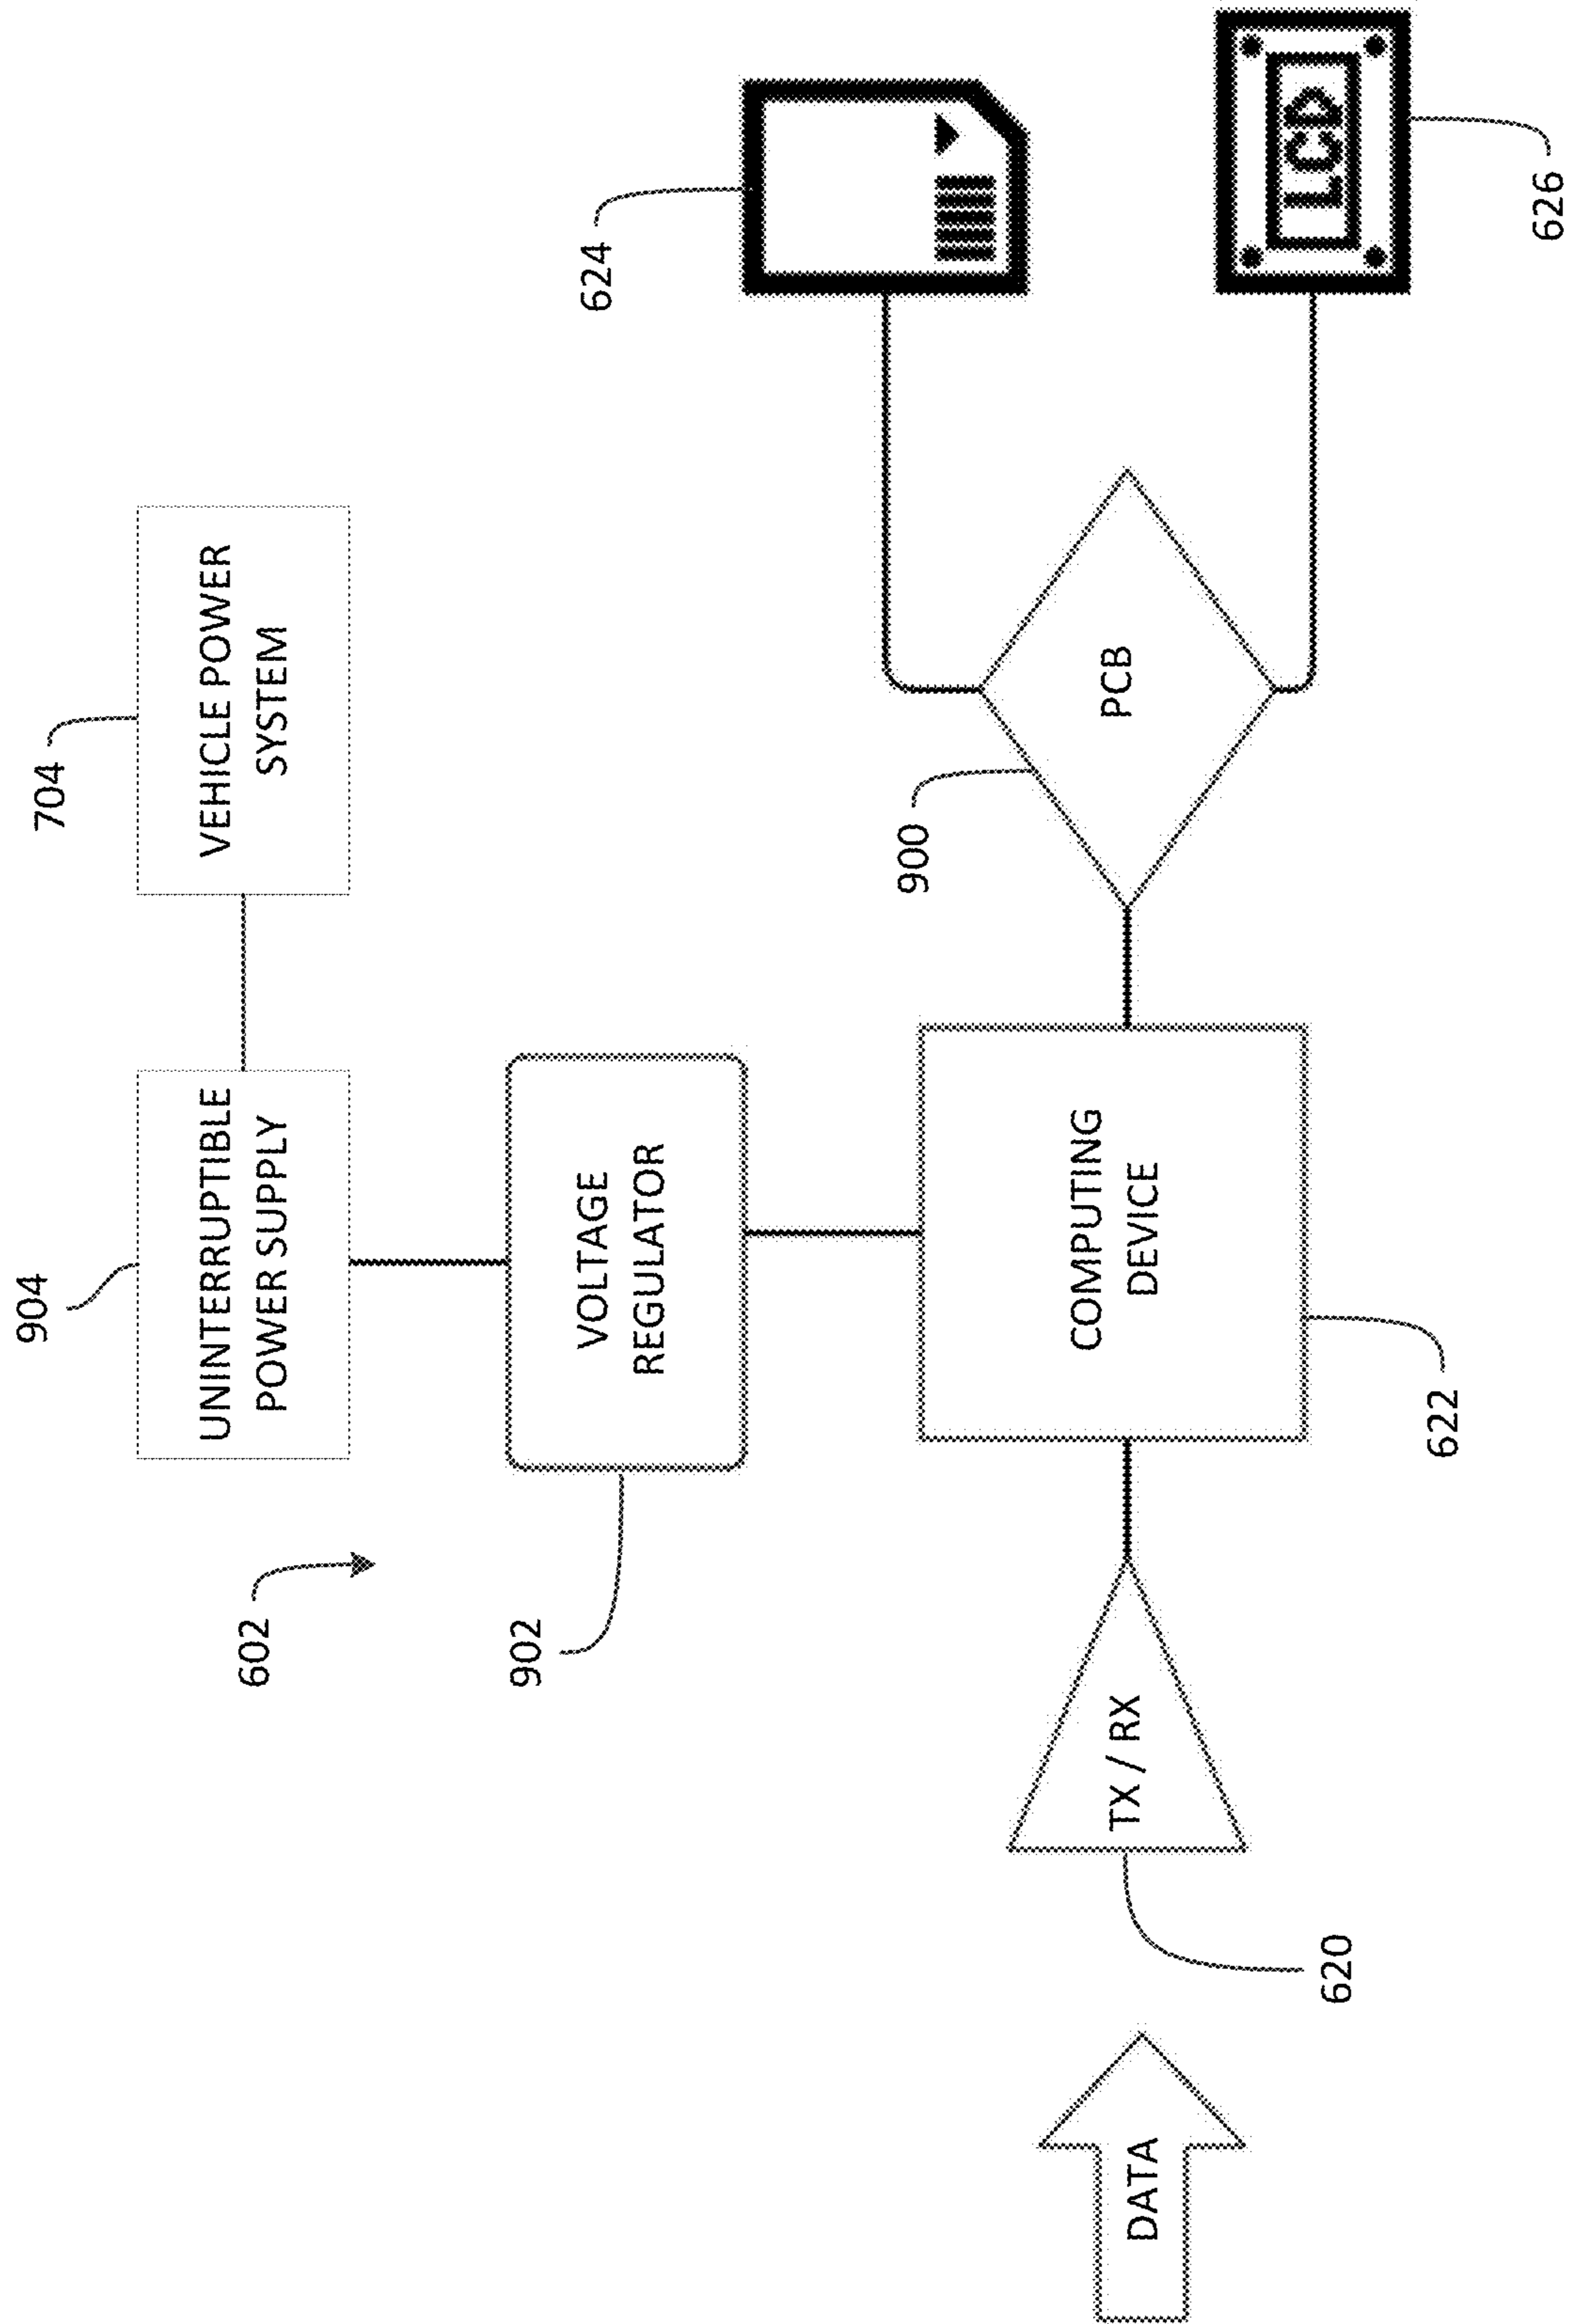 904
704
UNINTERRUPTIBLE
POWER SUPPLY
VEHICLE POWER
SYSTEM
602
902
VOLTAGE
REGULATOR
624
900
DATA
TX / RX
COMPUTING
DEVICE
PCB
LCD
620
622
626